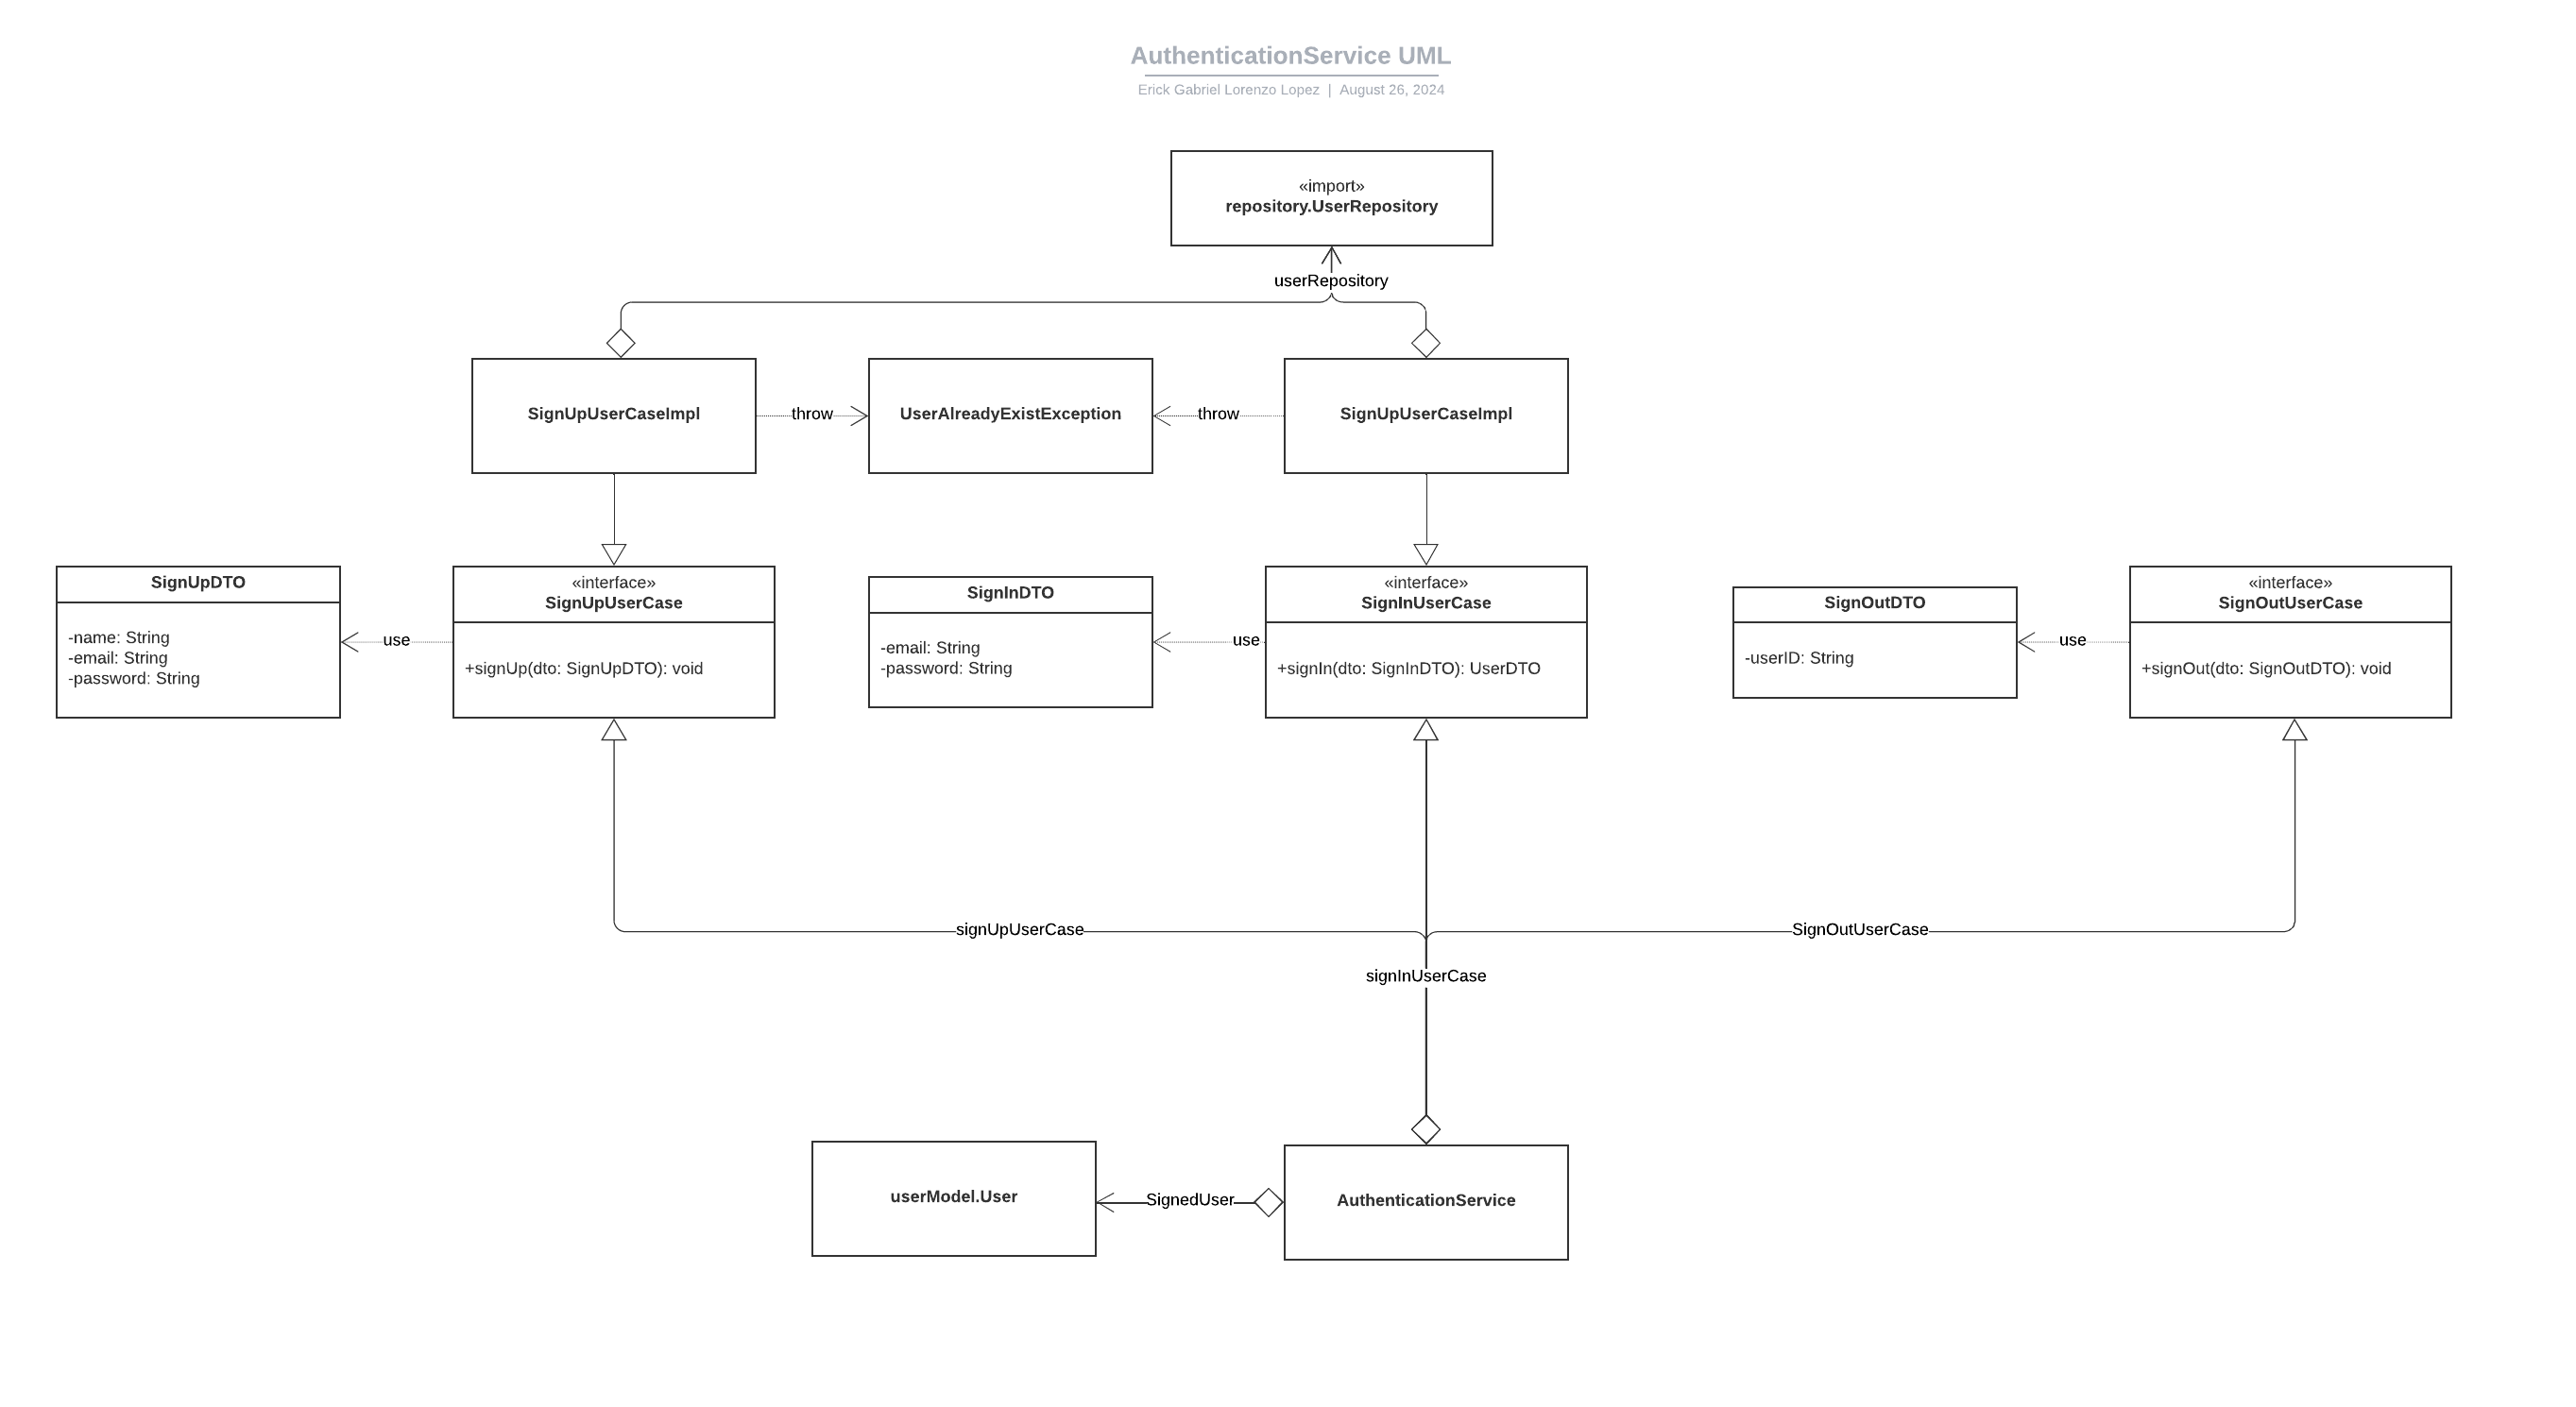 AuthenticationService UML
Erick Gabriel Lorenzo Lopez | August 26, 2024
«import»
repository.UserRepository
userRepository
SignUpUserCaseImpl
throw
UserAlreadyExistException
throw
SignUpUserCaseImpl
SignUpDTO
-name: String
-email: String
-password: String
use
«interface»
SignUpUserCase
+signUp(dto: SignUpDTO): void
SignInDTO
-email: String
-password: String
use
«interface»
SignInUserCase
+signIn(dto: SignInDTO): UserDTO
SignOutDTO
-userID: String
use
«interface»
SignOutUserCase
+signOut(dto: SignOutDTO): void
signUpUserCase
SignOutUserCase
signInUserCase
userModel.User
SignedUser
AuthenticationService